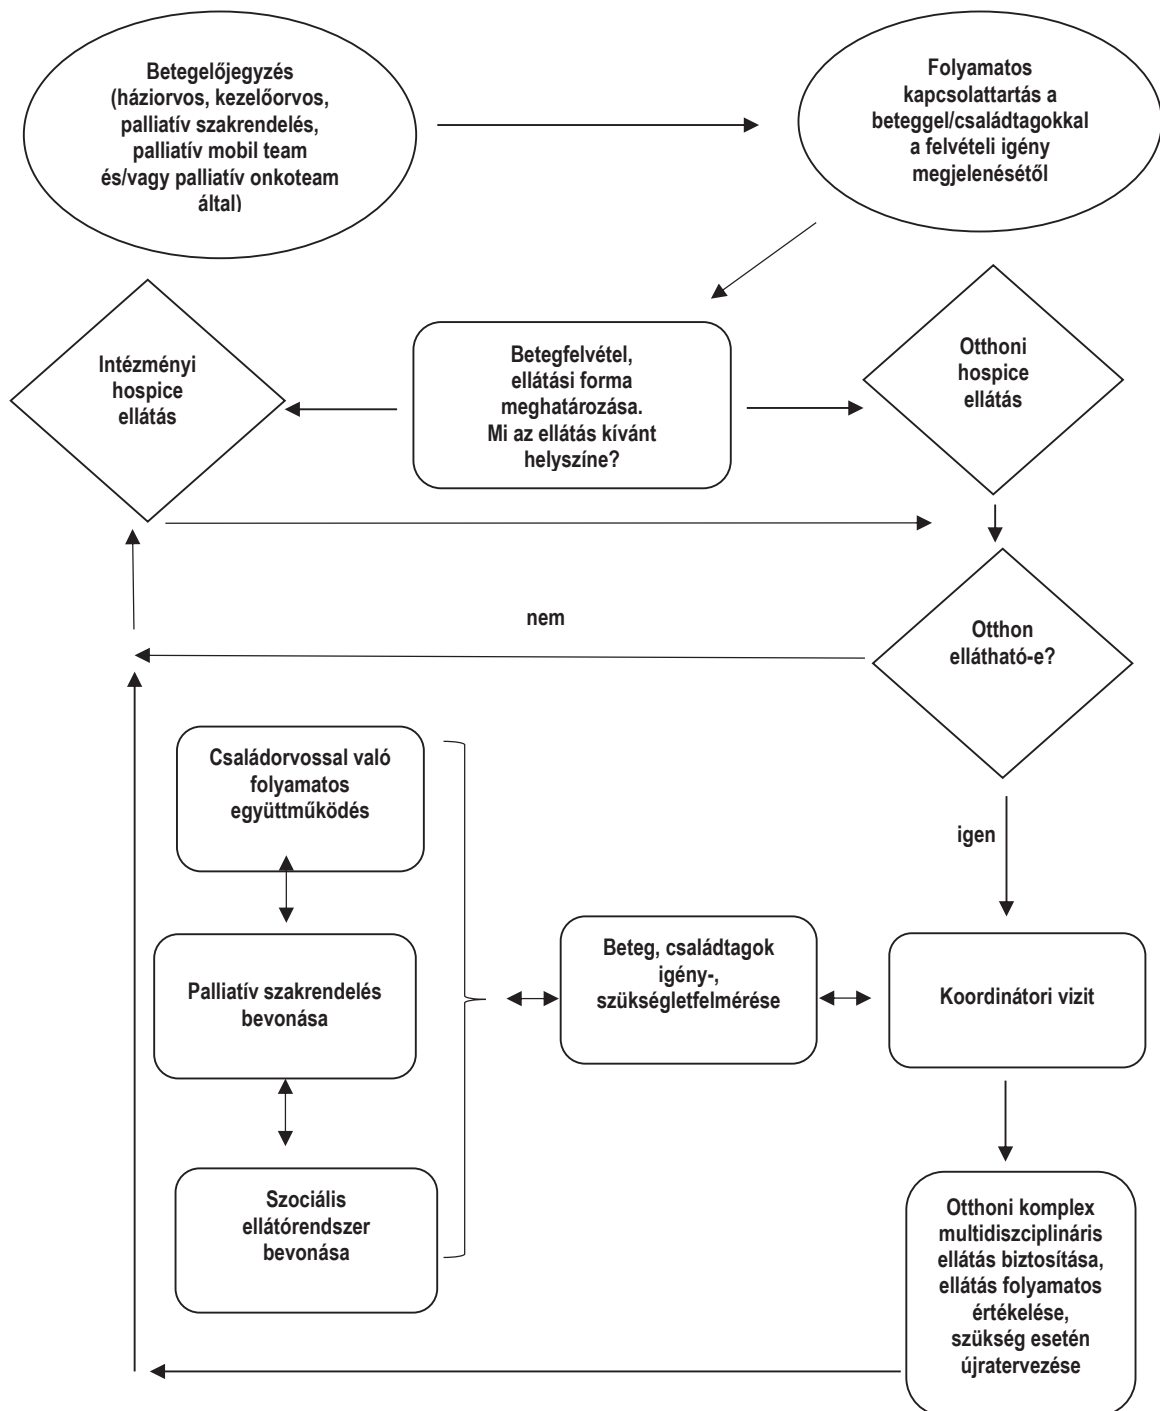 Betegelőjegyzés
(háziorvos, kezelőorvos,
palliatív szakrendelés,
palliatív mobil team
és/vagy palliatív onkoteam
által)
Folyamatos
kapcsolattartás a
beteggel/családtagokkal
a felvételi igény
megjelenésétől
Intézményi
hospice
ellátás
Betegfelvétel,
ellátási forma
meghatározása.
Mi az ellátás kívánt
helyszíne?
Otthoni
hospice
ellátás
nem
Otthon
ellátható-e?
igen
Családorvossal való
folyamatos
együttműködés
Palliatív szakrendelés
bevonása
Szociális
ellátórendszer
bevonása
Beteg, családtagok
igény-,
szükségletfelmérése
Koordinátori vizit
Otthoni komplex
multidiszciplináris
ellátás biztosítása,
ellátás folyamatos
értékelése,
szükség esetén
újratervezése